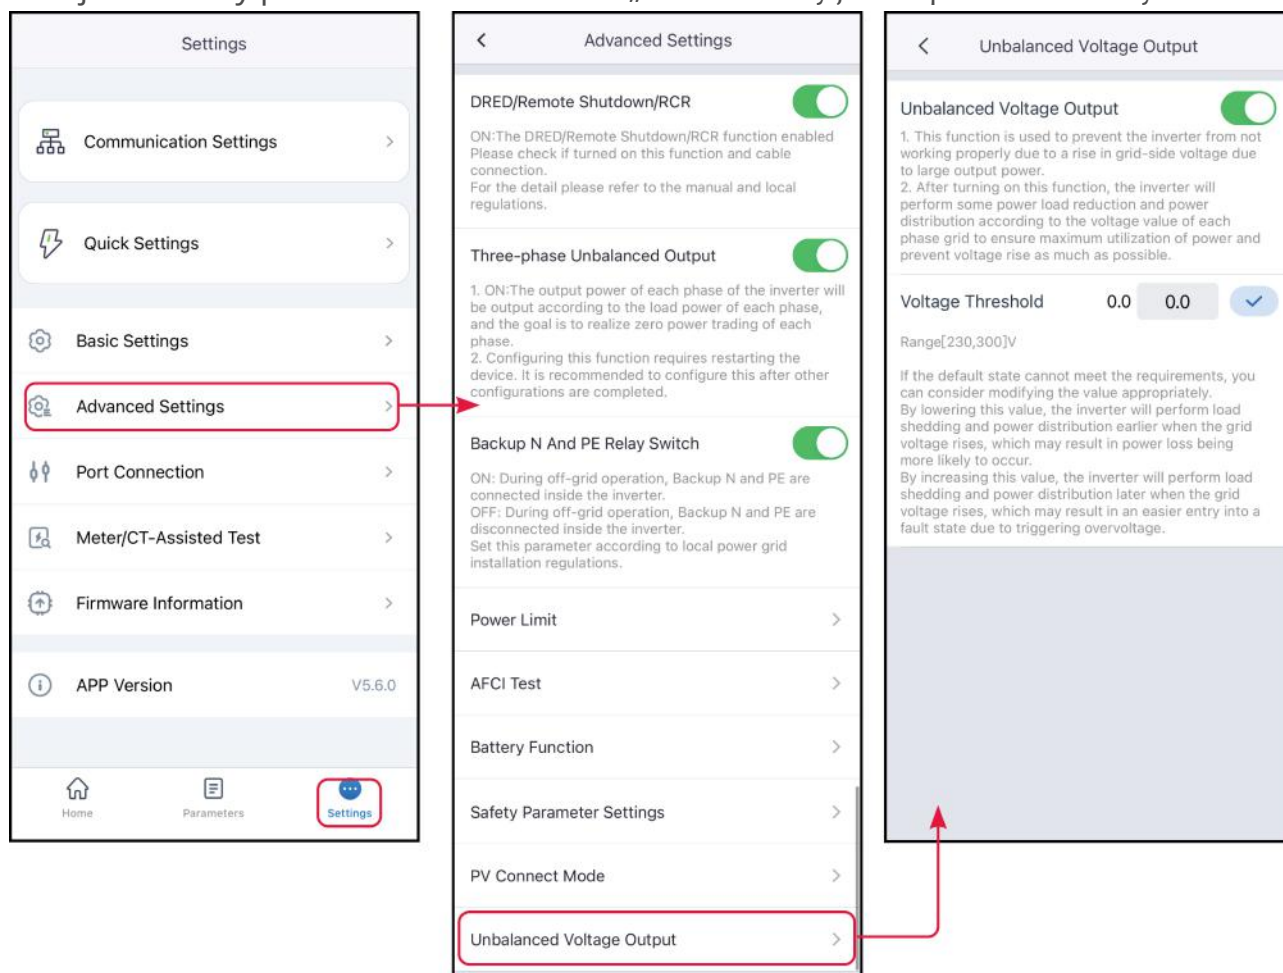 Settings
Communication Settings
Quick Settings
Basic Settings
Advanced Settings
Port Connection
Meter/CT-Assisted Test
Firmware Information
APP Version V5.6.0
Home Parameters Settings
Advanced Settings
DRED/Remote Shutdown/RCR
ON:The DRED/Remote Shutdown/RCR function enabled
Please check if turned on this function and cable
connection.
For the detail please refer to the manual and local
regulations.
Three-phase Unbalanced Output
1. ON:The output power of each phase of the inverter will
be output according to the load power of each phase,
and the goal is to realize zero power trading of each
phase.
2. Configuring this function requires restarting the
device. It is recommended to configure this after other
configurations are completed.
Backup N And PE Relay Switch
ON: During off-grid operation, Backup N and PE are
connected inside the inverter.
OFF: During off-grid operation, Backup N and PE are
disconnected inside the inverter.
Set this parameter according to local power grid
installation regulations.
Power Limit
AFCI Test
Battery Function
Safety Parameter Settings
PV Connect Mode
Unbalanced Voltage Output
Unbalanced Voltage Output
Unbalanced Voltage Output
1. This function is used to prevent the inverter from not
working properly due to a rise in grid-side voltage due
to large output power.
2. After turning on this function, the inverter will
perform some power load reduction and power
distribution according to the voltage value of each
phase grid to ensure maximum utilization of power and
prevent voltage rise as much as possible.
Voltage Threshold 0.0 0.0
Range[230,300]V
If the default state cannot meet the requirements, you
can consider modifying the value appropriately.
By lowering this value, the inverter will perform load
shedding and power distribution earlier when the grid
voltage rises, which may result in power loss being
more likely to occur.
By increasing this value, the inverter will perform load
shedding and power distribution later when the grid
voltage rises, which may result in an easier entry into a
fault state due to triggering overvoltage.